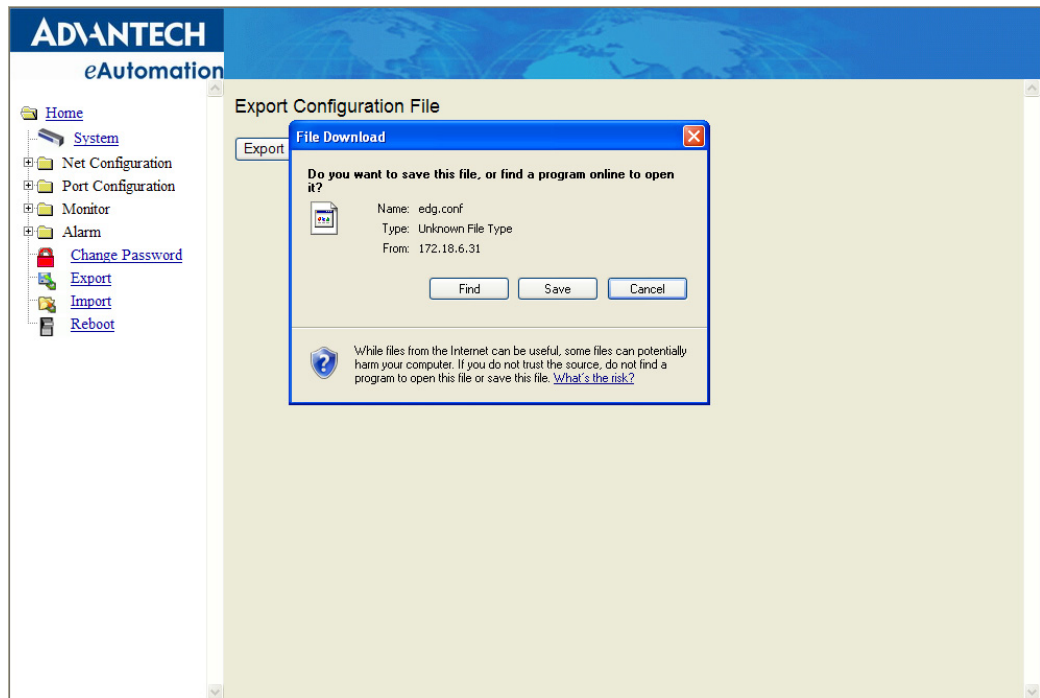 ADVANTECH
eAutomation
Home
System
Net Configuration
Port Configuration
Monitor
Alarm
Change Password
Export
Import
Reboot
Export Configuration File
Export
File Download
Do you want to save this file, or find a program online to open
it?
Name: edg.conf
Type: Unknown File Type
From: 172.18.6.31
Find Save Cancel
While files from the Internet can be useful, some files can potentially
harm your computer. If you do not trust the source, do not find a
program to open this file or save this file. What's the risk?